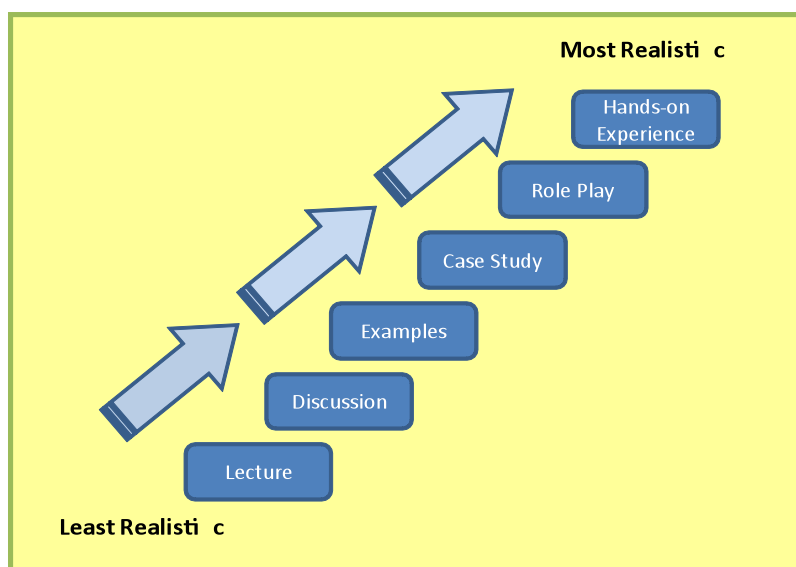 Most Realisti c
Hands-on
Experience
Role Play
Case Study
Examples
Discussion
Lecture
Least Realisti c